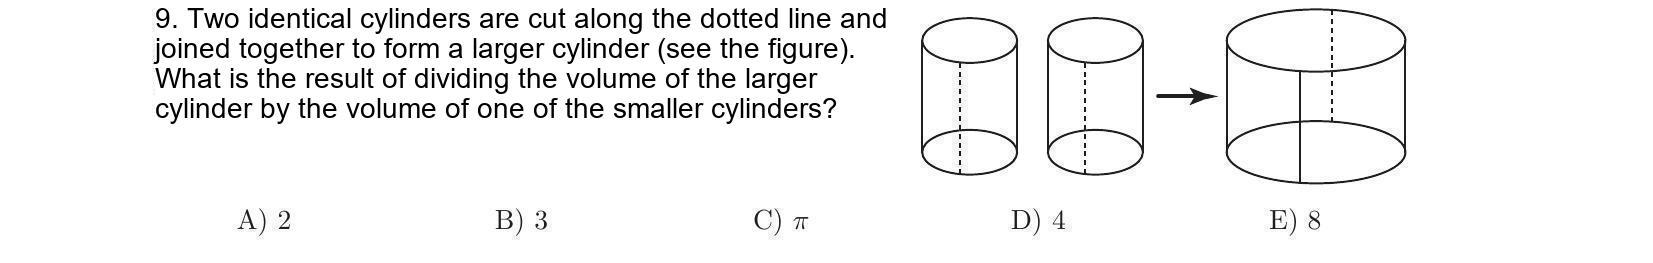 9. Two identical cylinders are cut along the dotted line and
joined together to form a larger cylinder (see the figure).
What is the result of dividing the volume of the larger
cylinder by the volume of one of the smaller cylinders?
A) 2 B) 3 C) π D) 4 E) 8